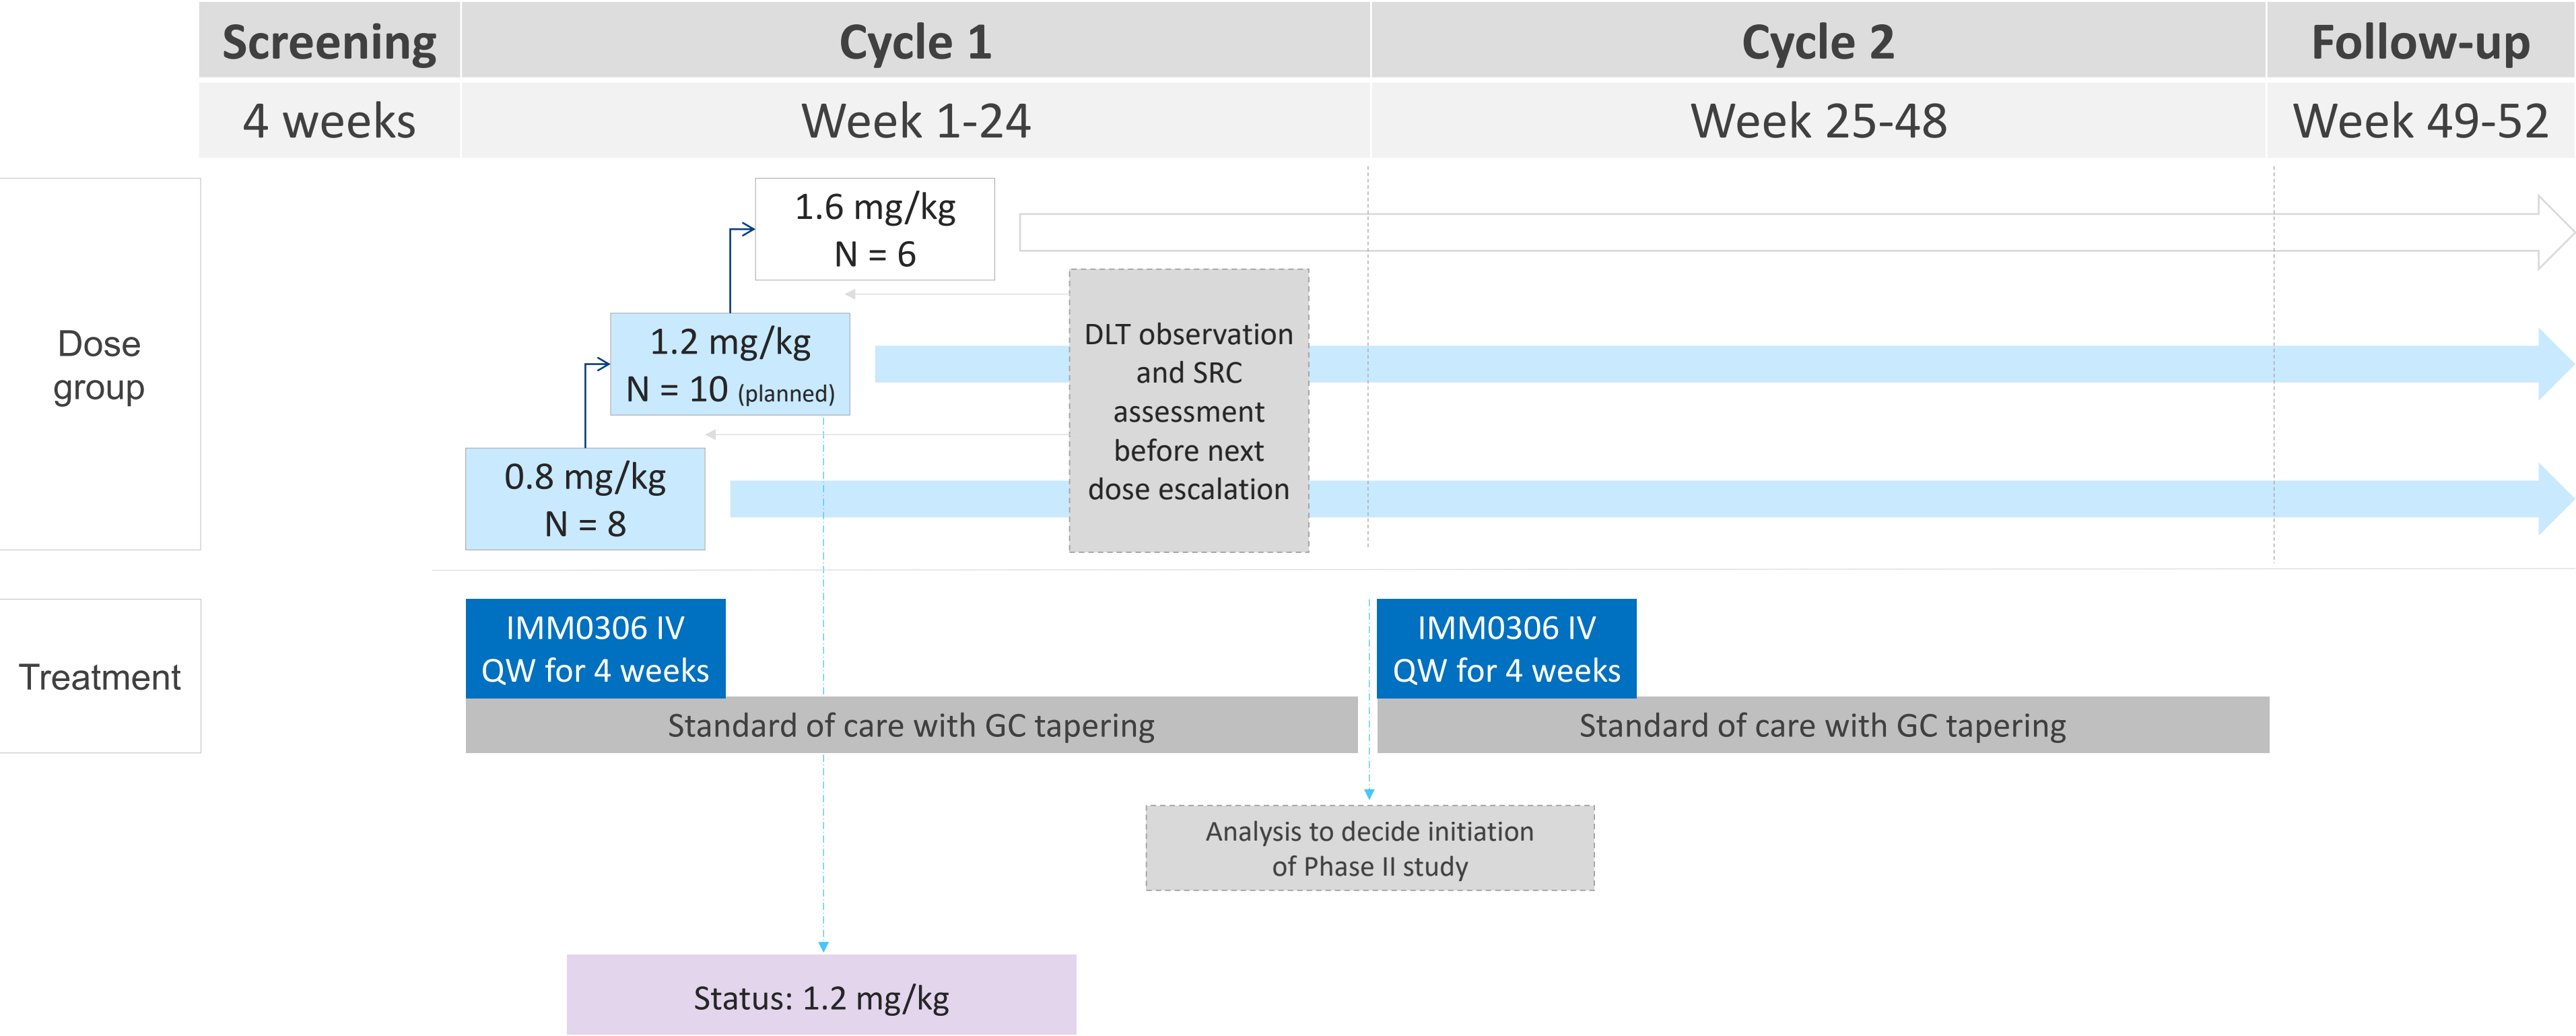 Screening
Cycle 1
Cycle 2
Follow-up
4 weeks
Week 1-24
Week 25-48
Week 49-52
Dose
group
1.6 mg/kg
N = 6
1.2 mg/kg
N = 10 (planned)
0.8 mg/kg
N = 8
DLT observation
and SRC
assessment
before next
dose escalation
Treatment
IMM0306 IV
QW for 4 weeks
Standard of care with GC tapering
IMM0306 IV
QW for 4 weeks
Standard of care with GC tapering
Analysis to decide initiation
of Phase II study
Status: 1.2 mg/kg